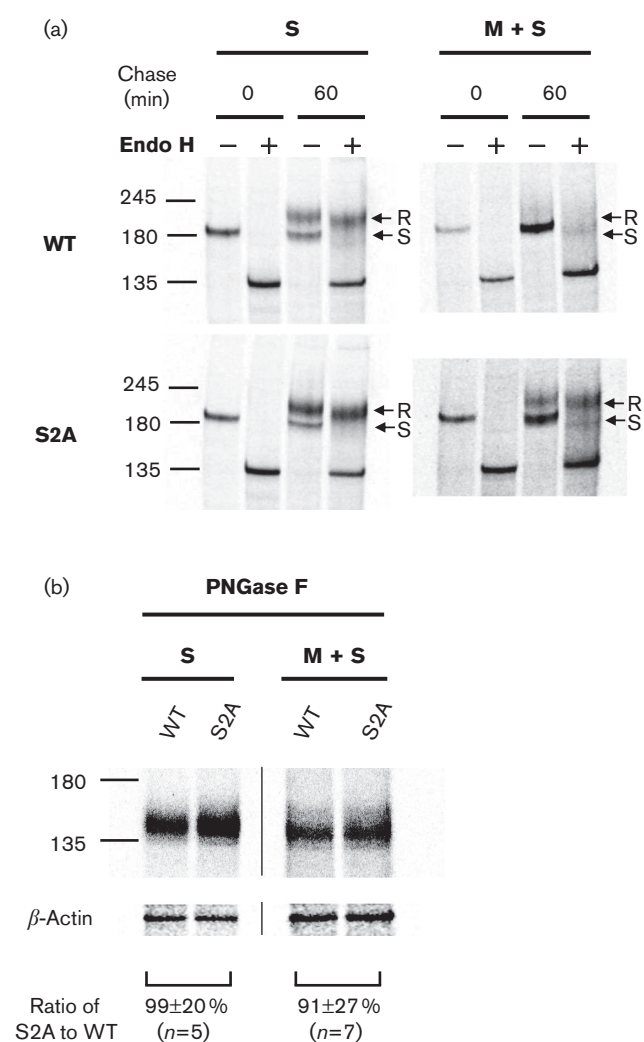 (a)
S M + S
Chase
(min) 0 60 0 60
Endo H − + − + − + − +
WT
245
180
135
R
S
R
S
S2A
245
180
135
R
S
R
S
(b)
PNGase F
S M + S
WT S2A WT S2A
180
135
β-Actin
Ratio of
S2A to WT
99±20 %
(n=5)
91±27 %
(n=7)